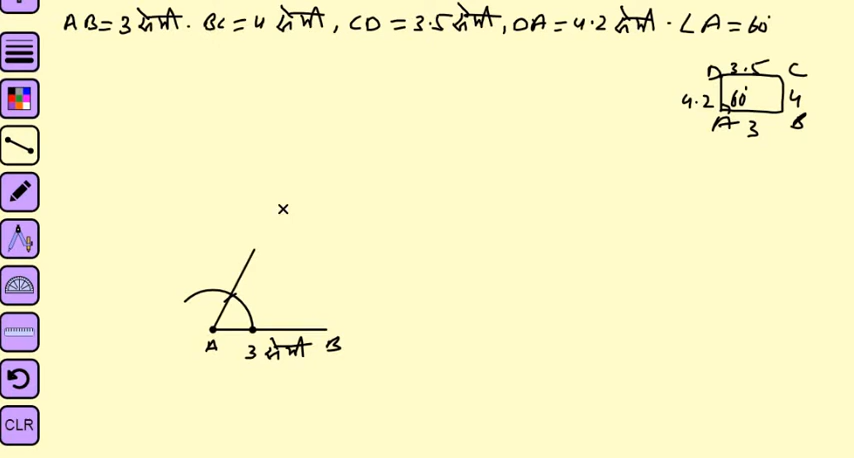 AB = 3 सेमी. BC = 4 सेमी, CD = 3.5 सेमी, DA = 4.2 सेमी. ∠A = 60°
D 3.5 C
4.2 60° 4
A 3 B
A 3 सेमी B
CLR